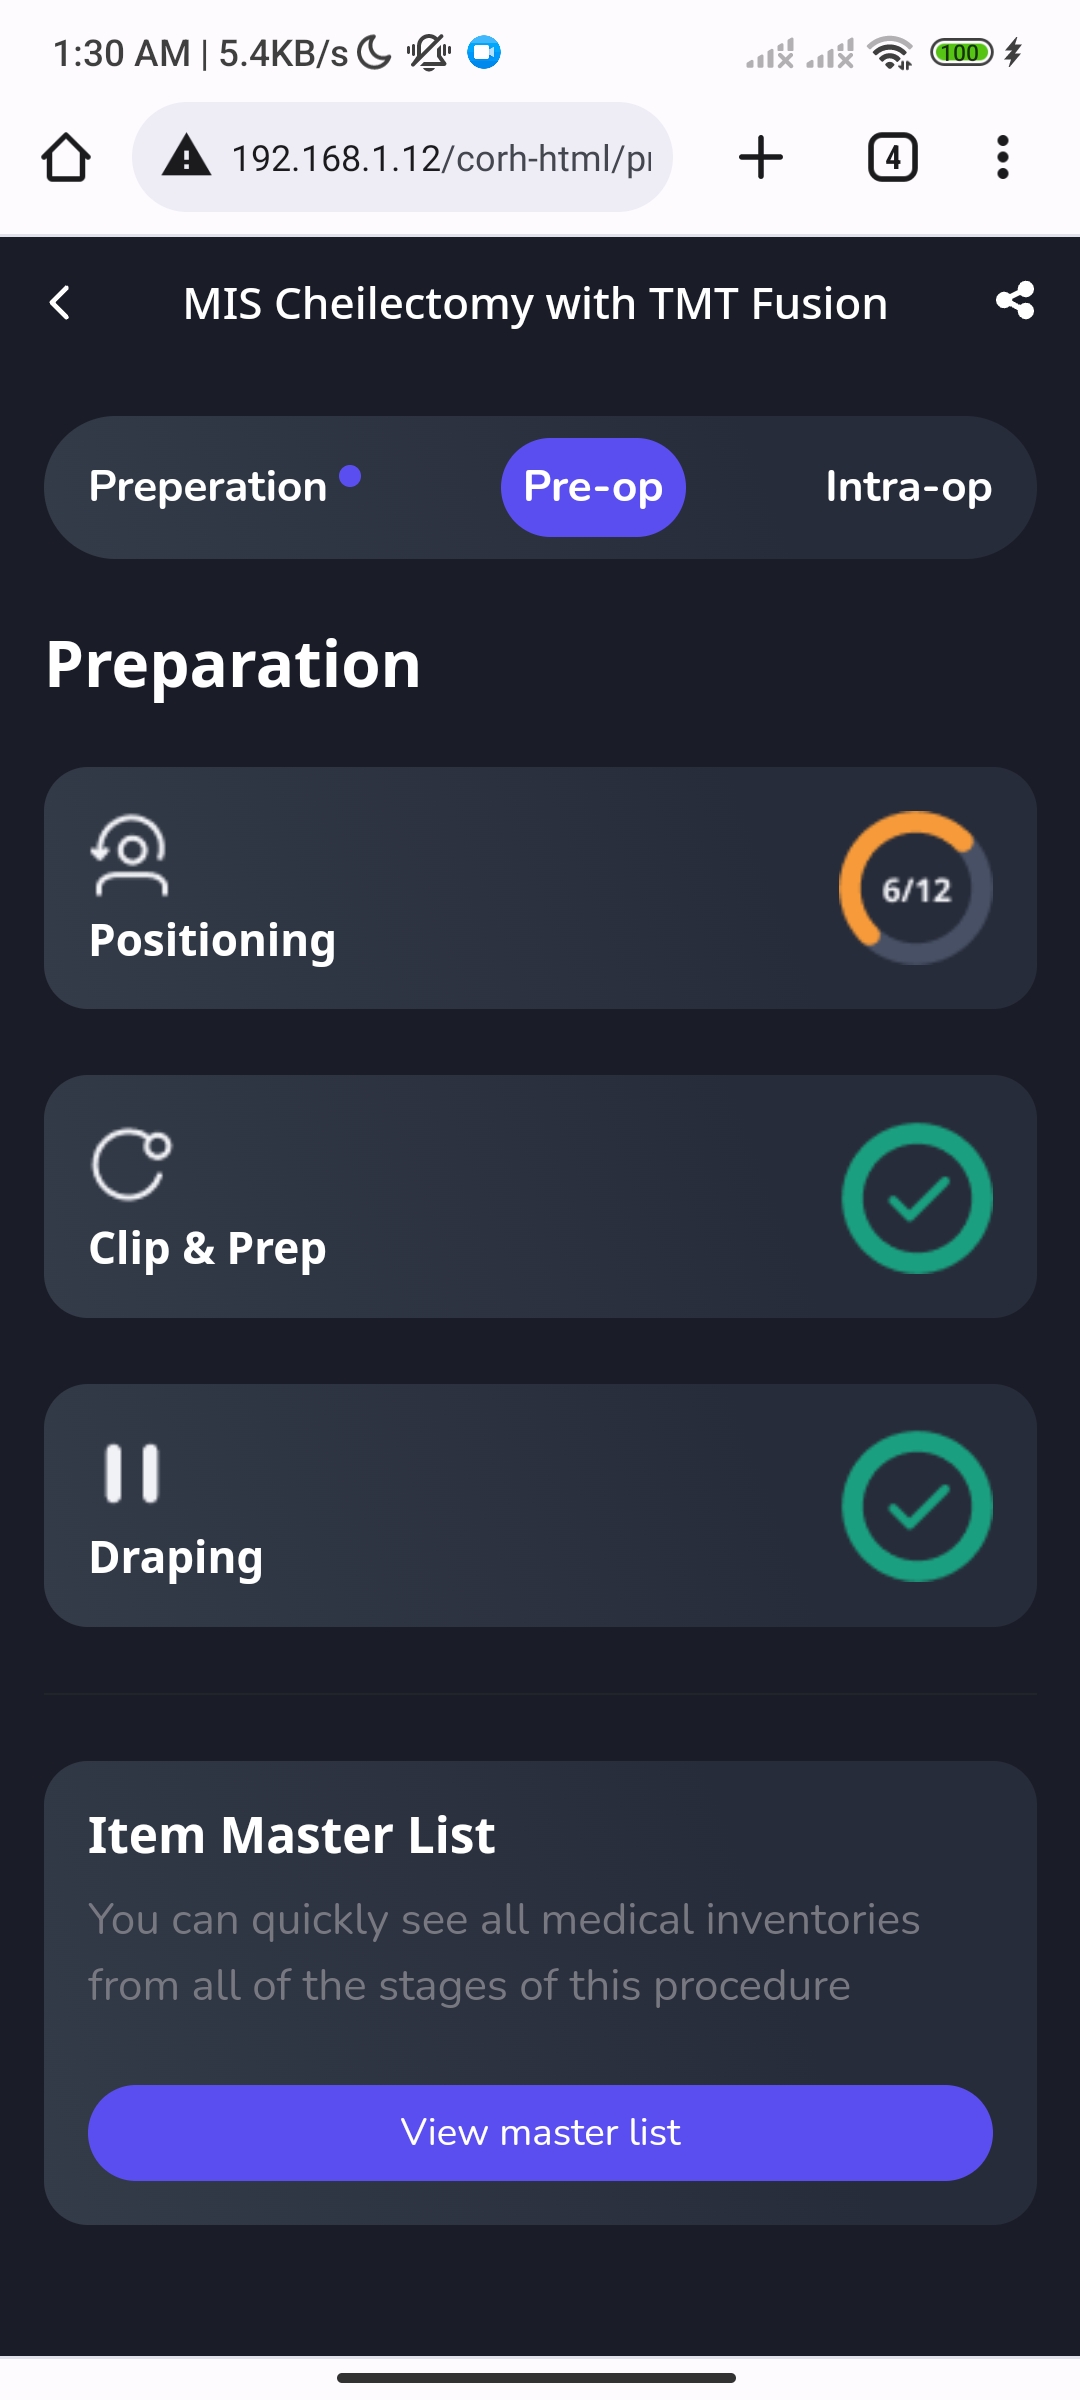 1:30 AM | 5.4KB/s
100
192.168.1.12/corh-html/pr
4
MIS Cheilectomy with TMT Fusion
Preperation
Pre-op
Intra-op
Preparation
6/12
Positioning
Clip & Prep
Draping
Item Master List
You can quickly see all medical inventories
from all of the stages of this procedure
View master list